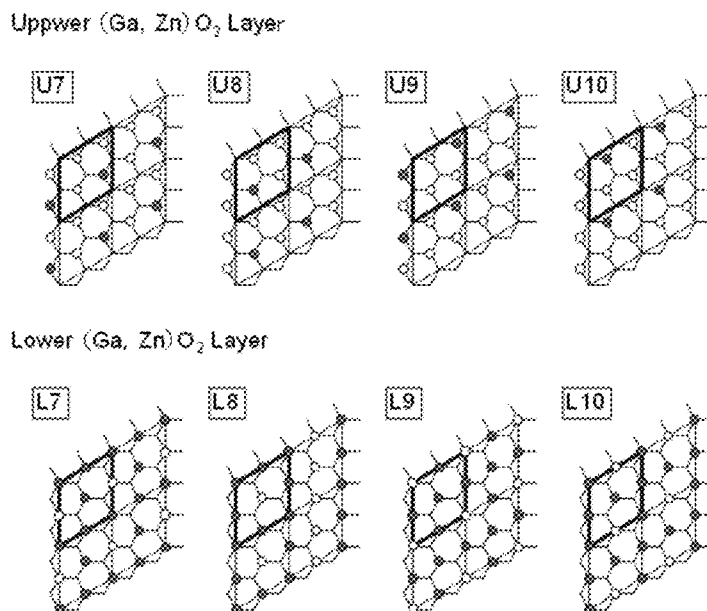 Uppwer (Ga, Zn)O₂ Layer
U7 U8 U9 U10
Lower (Ga, Zn)O₂ Layer
L7 L8 L9 L10